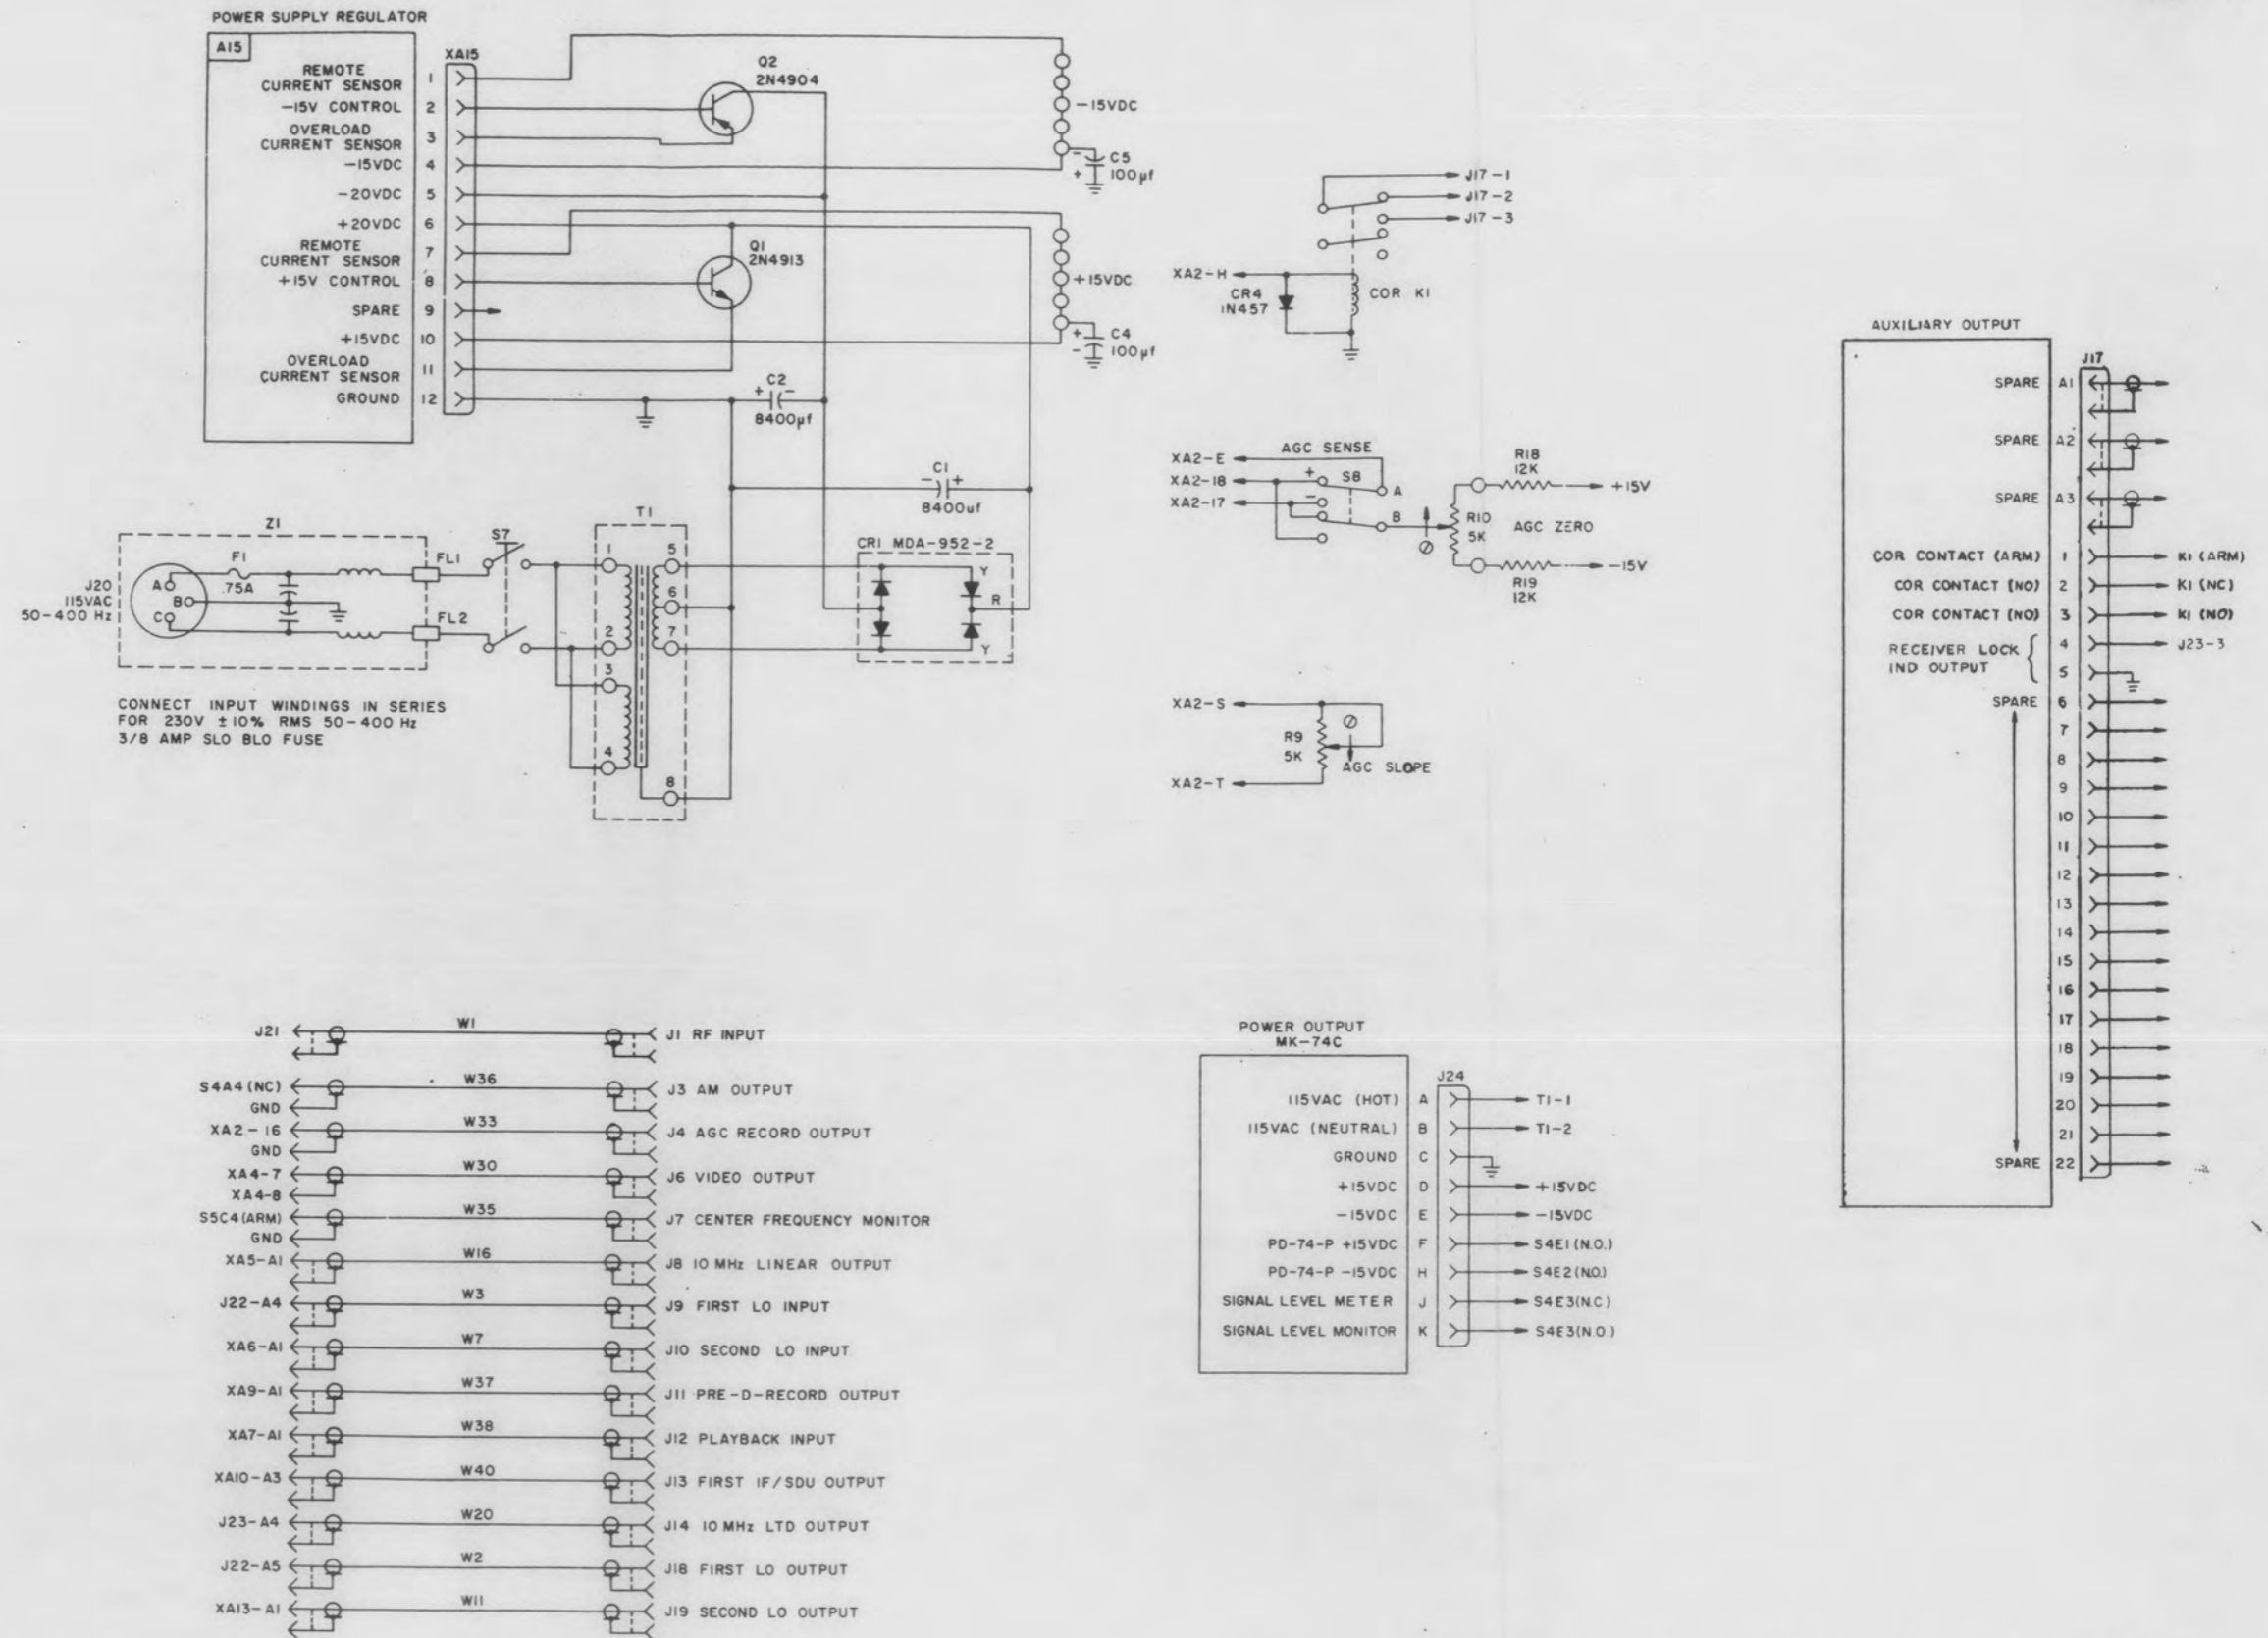 POWER SUPPLY REGULATOR
A15
XA15
REMOTE
CURRENT SENSOR 1
-15V CONTROL 2
OVERLOAD
CURRENT SENSOR 3
-15VDC 4
-20VDC 5
+20VDC 6
REMOTE
CURRENT SENSOR 7
+15V CONTROL 8
SPARE 9
+15VDC 10
OVERLOAD
CURRENT SENSOR 11
GROUND 12
Q2
2N4904
Q1
2N4913
-15VDC
- C5
+ 100µf
+15VDC
+ C4
- 100µf
C2
+ -
8400µf
C1
- +
8400uf
Z1
J20
115VAC
50-400 Hz
A
B
C
F1
.75A
FL1
FL2
S7
T1
1
2
3
4
5
6
7
8
CR1 MDA-952-2
Y
R
Y
CONNECT INPUT WINDINGS IN SERIES
FOR 230V ±10% RMS 50-400 Hz
3/8 AMP SLO BLO FUSE
J17-1
J17-2
J17-3
XA2-H
CR4
1N457
COR K1
AGC SENSE
XA2-E
XA2-18
XA2-17
+ S8
-
A
B
R18
12K
+15V
R10
5K
AGC ZERO
R19
12K
-15V
XA2-S
R9
5K
AGC SLOPE
XA2-T
AUXILIARY OUTPUT
J17
SPARE A1
SPARE A2
SPARE A3
COR CONTACT (ARM) 1 K1 (ARM)
COR CONTACT (NO) 2 K1 (NC)
COR CONTACT (NO) 3 K1 (NO)
RECEIVER LOCK
IND OUTPUT
4 J23-3
5
SPARE 6
7
8
9
10
11
12
13
14
15
16
17
18
19
20
21
SPARE 22
J21 W1 J1 RF INPUT
S4A4(NC) W36 J3 AM OUTPUT
GND
XA2-16 W33 J4 AGC RECORD OUTPUT
GND
XA4-7 W30 J6 VIDEO OUTPUT
XA4-8
S5C4(ARM) W35 J7 CENTER FREQUENCY MONITOR
GND
XA5-A1 W16 J8 10 MHz LINEAR OUTPUT
J22-A4 W3 J9 FIRST LO INPUT
XA6-A1 W7 J10 SECOND LO INPUT
XA9-A1 W37 J11 PRE-D-RECORD OUTPUT
XA7-A1 W38 J12 PLAYBACK INPUT
XA10-A3 W40 J13 FIRST IF/SDU OUTPUT
J23-A4 W20 J14 10 MHz LTD OUTPUT
J22-A5 W2 J18 FIRST LO OUTPUT
XA13-A1 W11 J19 SECOND LO OUTPUT
POWER OUTPUT
MK-74C
J24
115VAC (HOT) A T1-1
115VAC (NEUTRAL) B T1-2
GROUND C
+15VDC D +15VDC
-15VDC E -15VDC
PD-74-P +15VDC F S4E1(N.O.)
PD-74-P -15VDC H S4E2(N.O.)
SIGNAL LEVEL METER J S4E3(N.C)
SIGNAL LEVEL MONITOR K S4E3(N.O.)